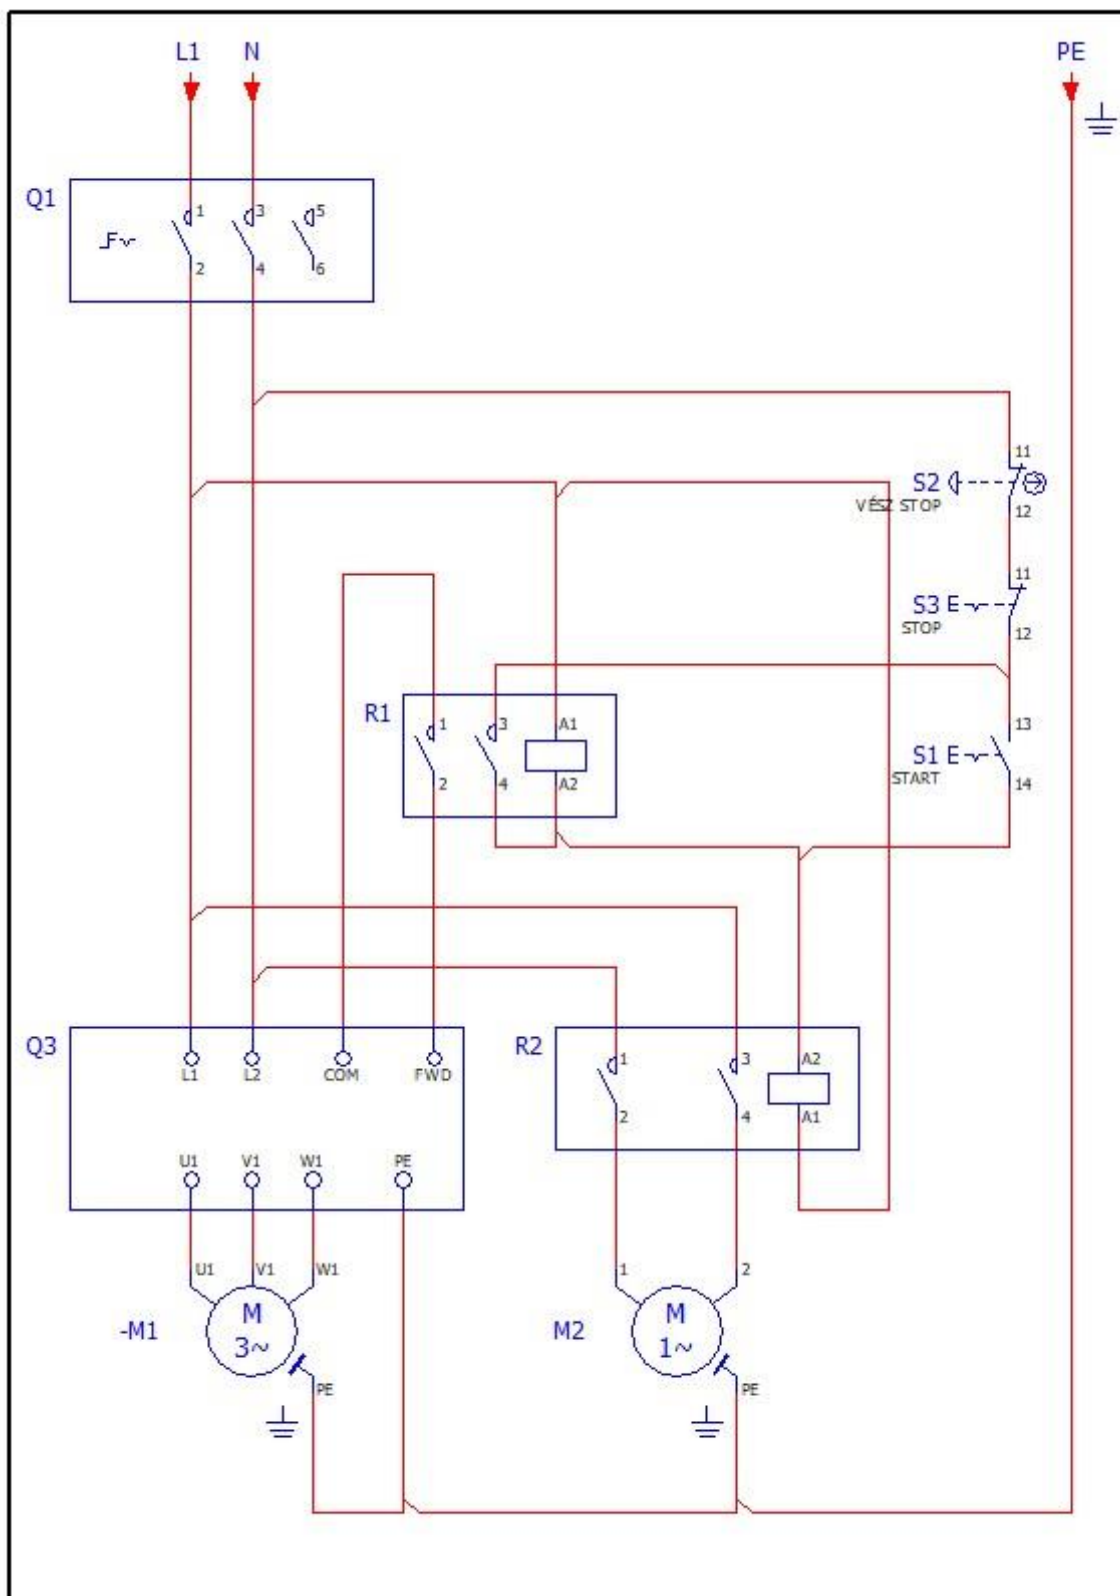 L1 N PE
Q1
1 3 5
2 4 6
11
S2
VÉSZ STOP
12
11
S3
STOP
12
R1
1 3 A1
2 4 A2
13
S1
START
14
Q3
L1 L2 COM FWD
U1 V1 W1 PE
R2
1 3 A2
2 4 A1
U1 V1 W1
-M1
M
3~
PE
1 2
M2
M
1~
PE